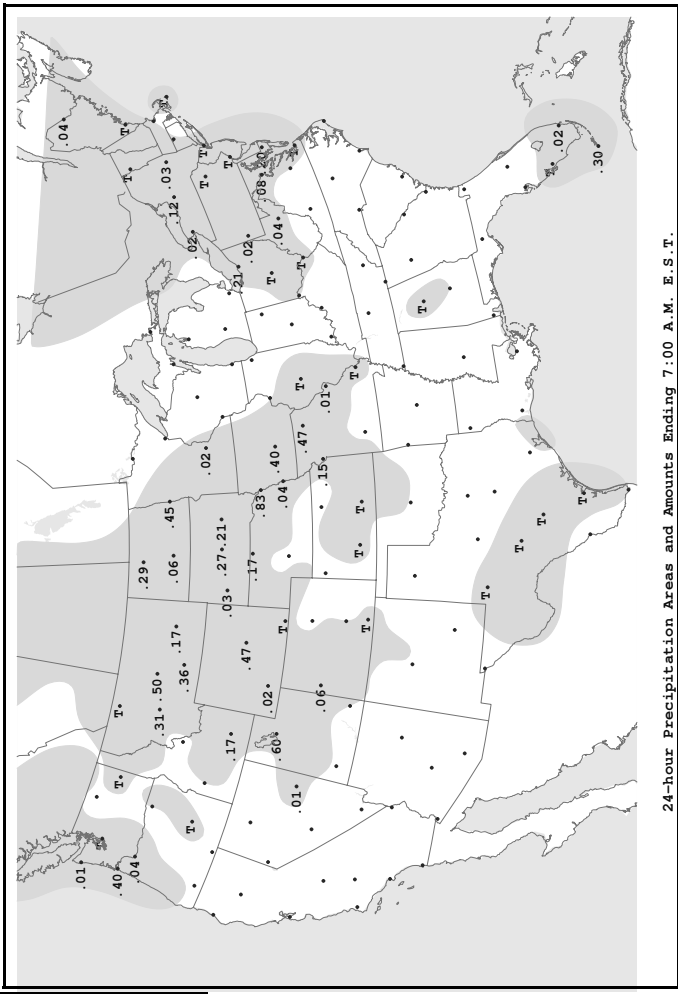 .04
.01
.40
T
T
T
T
.04
.29
.50
.31
T
.03
.45
.06
.12
.17
.36
T
.02
T
T
.02
.27
.21
.03
T
.17
.21
.47
.02
.17
.83
.08
.02
T
.40
.60
.04
.04
T
T
.01
T
T
.47
.06
.15
.01
T
T
T
T
T
T
T
T
T
.02
T
.30
24-hour Precipitation Areas and Amounts Ending 7:00 A.M. E.S.T.